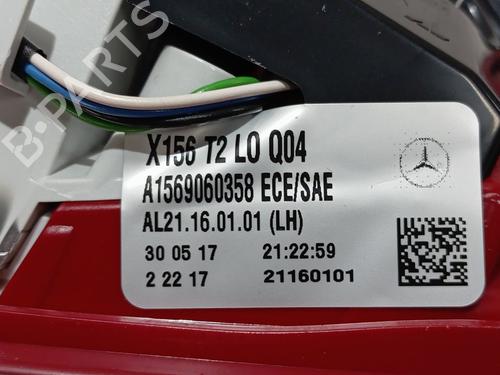 B-PARTS
X156 T2 LO Q04
A1569060358 ECE/SAE
AL21.16.01.01 (LH)
30 05 17 21:22:59
2 22 17 21160101